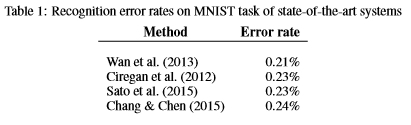 Table 1: Recognition error rates on MNIST task of state-of-the-art systems
Method Error rate
Wan et al. (2013) 0.21%
Ciregan et al. (2012) 0.23%
Sato et al. (2015) 0.23%
Chang & Chen (2015) 0.24%